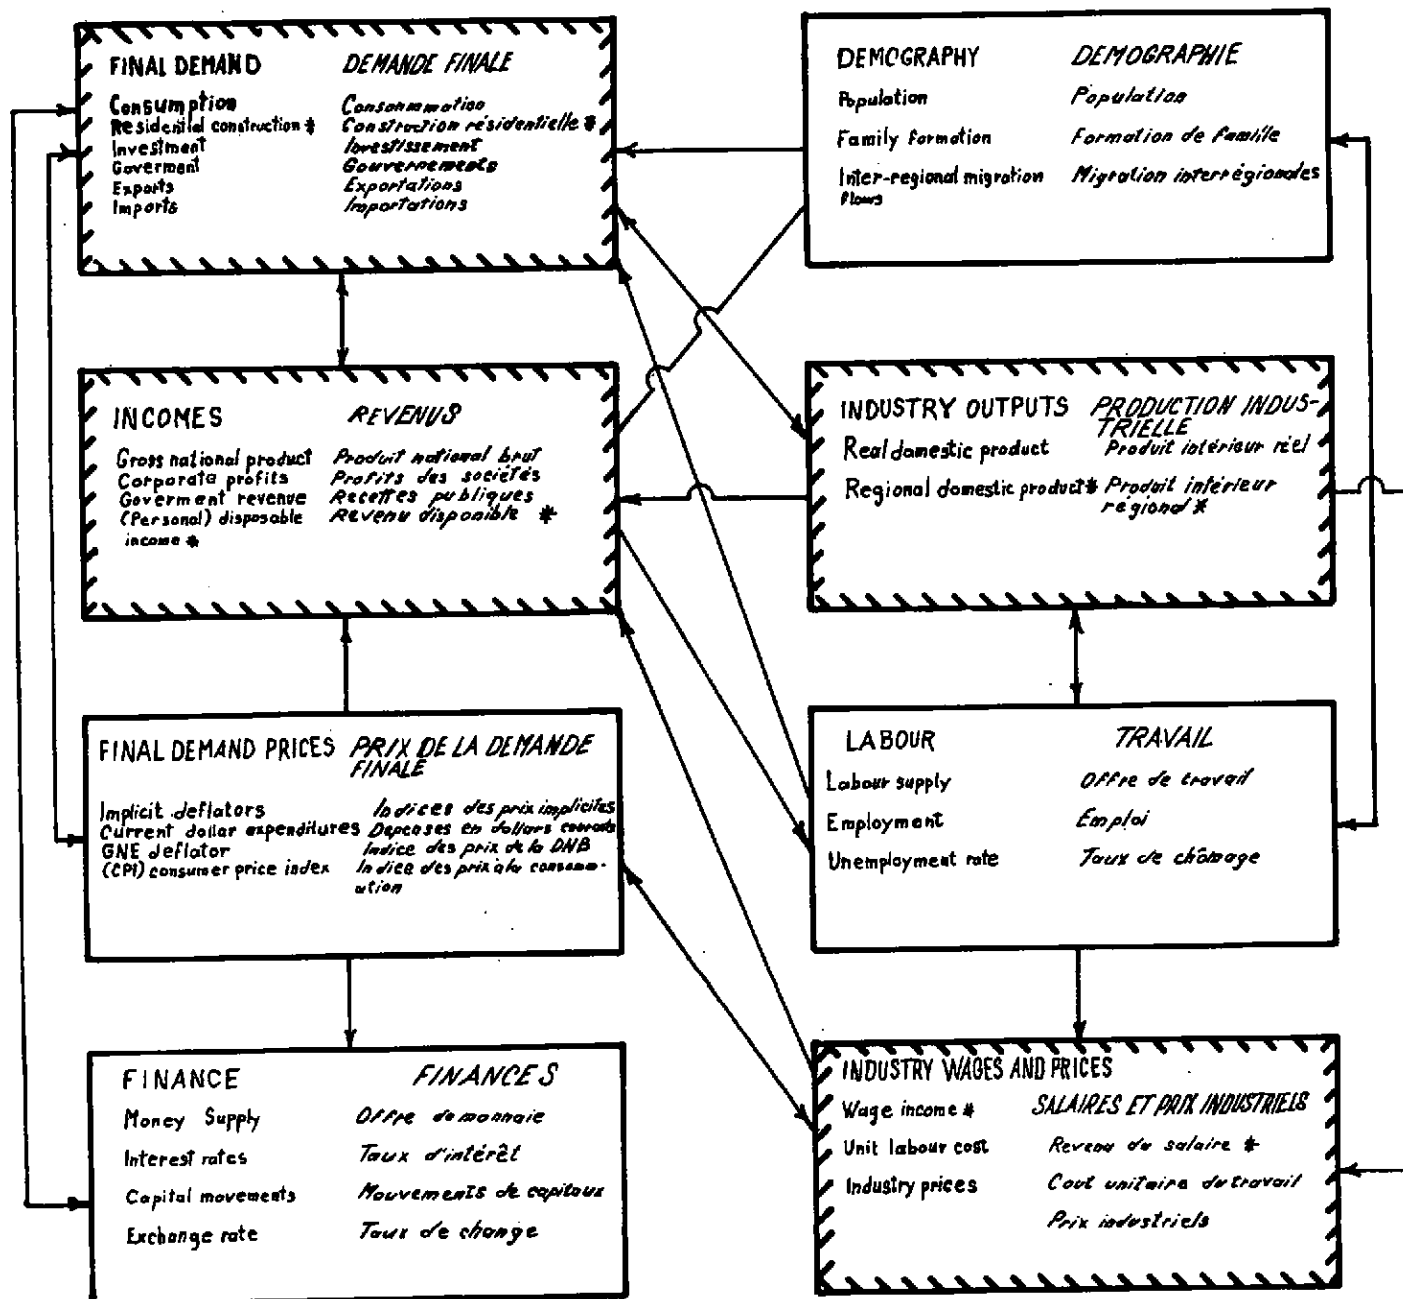 FINAL DEMAND DEMANDE FINALE
Consumption Consommation
Residential construction * Construction résidentielle *
Investment Investissement
Goverment Gouvernements
Exports Exportations
Imports Importations
DEMOGRAPHY DEMOGRAPHIE
Population Population
Family formation Formation de famille
Inter-regional migration Migration interrégionales
flows
INCOMES REVENUS
Gross national product Produit national brut
Corporate profits Profits des sociétés
Goverment revenue Recettes publiques
(Personal) disposable Revenu disponible *
income *
INDUSTRY OUTPUTS PRODUCTION INDUS-
TRIELLE
Real domestic product Produit intérieur réel
Regional domestic product * Produit intérieur
régional *
FINAL DEMAND PRICES PRIX DE LA DEMANDE
FINALE
Implicit deflators Indices des prix implicites
Current dollar expenditures Depenses en dollars courants
GNE deflator Indice des prix de la DNB
(CPI) consumer price index Indice des prix à la consomm-
ation
LABOUR TRAVAIL
Labour supply Offre de travail
Employment Emploi
Unemployment rate Taux de chômage
FINANCE FINANCES
Money Supply Offre de monnaie
Interest rates Taux d'intérêt
Capital movements Mouvements de capitaux
Exchange rate Taux de change
INDUSTRY WAGES AND PRICES
Wage income * SALAIRES ET PRIX INDUSTRIELS
Unit labour cost Revenu du salaire *
Industry prices Cout unitaire du travail
Prix industriels